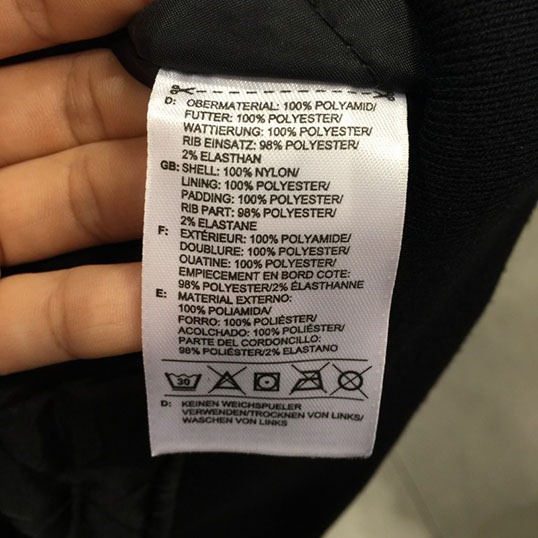 D: OBERMATERIAL: 100% POLYAMID/
FUTTER: 100% POLYESTER/
WATTIERUNG: 100% POLYESTER/
RIB EINSATZ: 98% POLYESTER/
2% ELASTHAN
GB: SHELL: 100% NYLON/
LINING: 100% POLYESTER/
PADDING: 100% POLYESTER/
RIB PART: 98% POLYESTER/
2% ELASTANE
F: EXTÉRIEUR: 100% POLYAMIDE/
DOUBLURE: 100% POLYESTER/
OUATINE: 100% POLYESTER/
EMPIECEMENT EN BORD COTE:
98% POLYESTER/2% ÉLASTHANNE
E: MATERIAL EXTERNO:
100% POLIAMIDA/
FORRO: 100% POLIÉSTER/
ACOLCHADO: 100% POLIÉSTER/
PARTE DEL CORDONCILLO:
98% POLIÉSTER/2% ELASTANO
30
D: KEINEN WEICHSPUELER
VERWENDEN/TROCKNEN VON LINKS/
WASCHEN VON LINKS